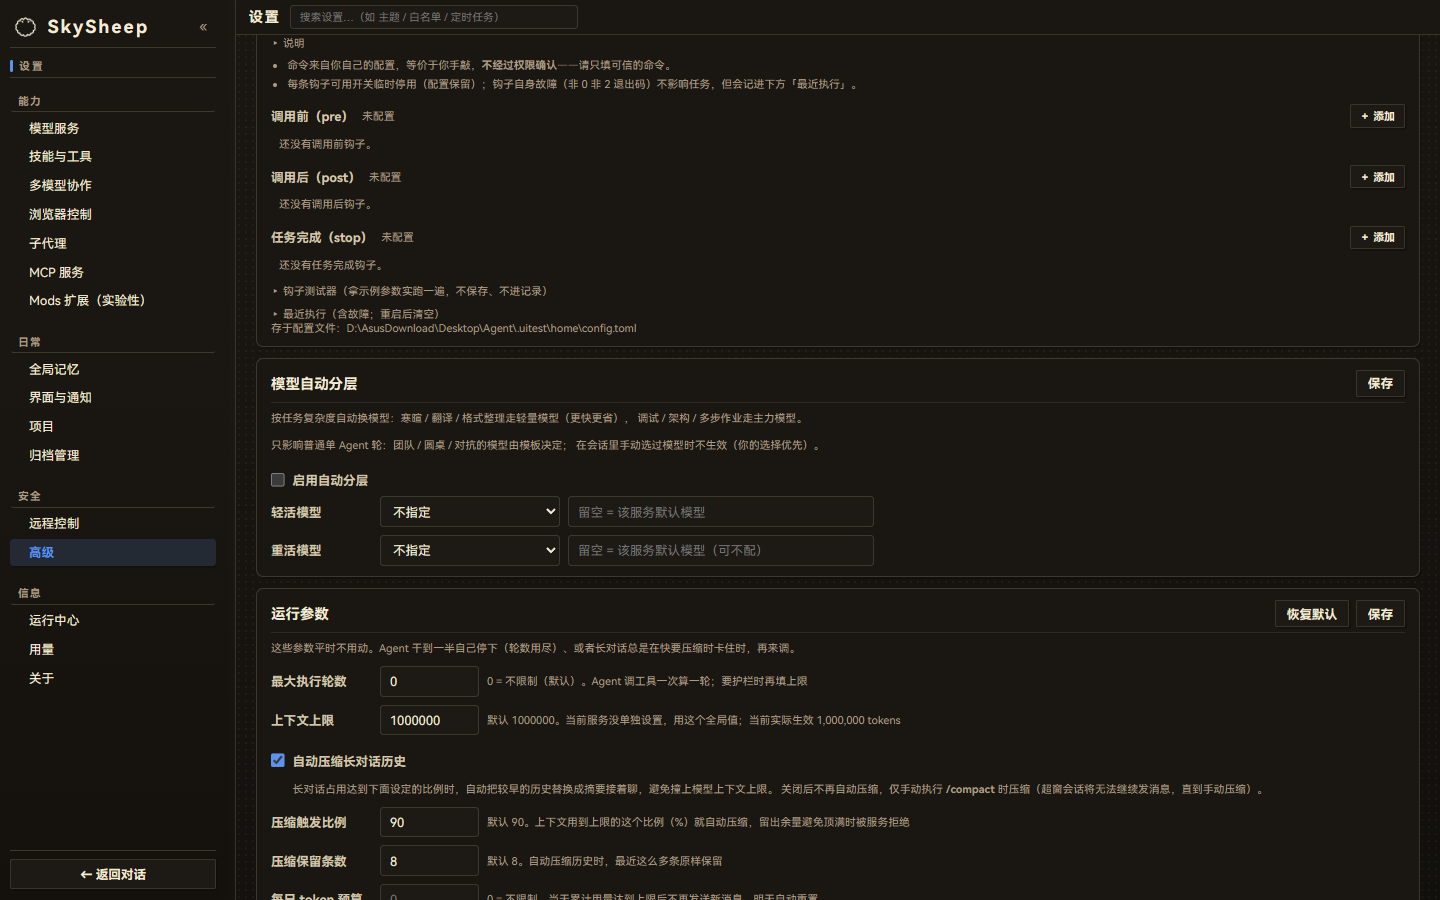 SkySheep «
设置
能力
模型服务
技能与工具
多模型协作
浏览器控制
子代理
MCP 服务
Mods 扩展（实验性）
日常
全局记忆
界面与通知
项目
归档管理
安全
远程控制
高级
信息
运行中心
用量
关于
← 返回对话
设置 搜索设置...（如 主题 / 白名单 / 定时任务）
‣ 说明
• 命令来自你自己的配置，等价于你手敲，不经过权限确认——请只填可信的命令。
• 每条钩子可用开关临时停用（配置保留）；钩子自身故障（非 0 非 2 退出码）不影响任务，但会记进下方「最近执行」。
调用前（pre） 未配置 + 添加
还没有调用前钩子。
调用后（post） 未配置 + 添加
还没有调用后钩子。
任务完成（stop） 未配置 + 添加
还没有任务完成钩子。
‣ 钩子测试器（拿示例参数实跑一遍，不保存、不进记录）
‣ 最近执行（含故障；重启后清空）
存于配置文件：D:\AsusDownload\Desktop\Agent\.uitest\home\config.toml
模型自动分层 保存
按任务复杂度自动换模型：寒暄 / 翻译 / 格式整理走轻量模型（更快更省），调试 / 架构 / 多步作业走主力模型。
只影响普通单 Agent 轮：团队 / 圆桌 / 对抗的模型由模板决定；在会话里手动选过模型时不生效（你的选择优先）。
启用自动分层
轻活模型 不指定 留空 = 该服务默认模型
重活模型 不指定 留空 = 该服务默认模型（可不配）
运行参数 恢复默认 保存
这些参数平时不用动。Agent 干到一半自己停下（轮数用尽）、或者长对话总是在快要压缩时卡住时，再来调。
最大执行轮数 0 0 = 不限制（默认）。Agent 调工具一次算一轮；要护栏时再填上限
上下文上限 1000000 默认 1000000。当前服务没单独设置，用这个全局值；当前实际生效 1,000,000 tokens
自动压缩长对话历史
长对话占用达到下面设定的比例时，自动把较早的历史替换成摘要接着聊，避免撞上模型上下文上限。关闭后不再自动压缩，仅手动执行 /compact 时压缩（超窗会话将无法继续发消息，直到手动压缩）。
压缩触发比例 90 默认 90。上下文用到上限的这个比例（%）就自动压缩，留出余量避免顶满时被服务拒绝
压缩保留条数 8 默认 8。自动压缩历史时，最近这么多条原样保留
每日 token 预算 0 0 = 不限制。当天累计用量达到上限后不再发送新消息，明天自动重置